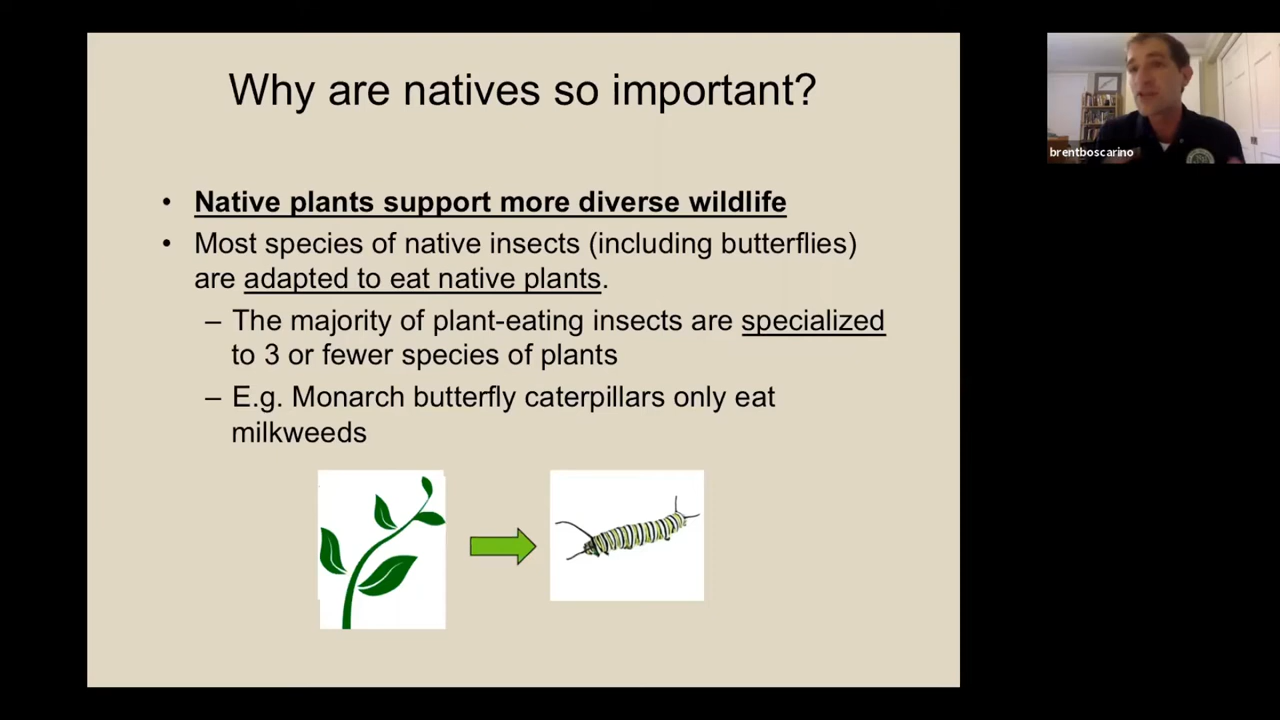 Why are natives so important?
• Native plants support more diverse wildlife
• Most species of native insects (including butterflies)
are adapted to eat native plants.
– The majority of plant-eating insects are specialized
to 3 or fewer species of plants
– E.g. Monarch butterfly caterpillars only eat
milkweeds
brentboscarino